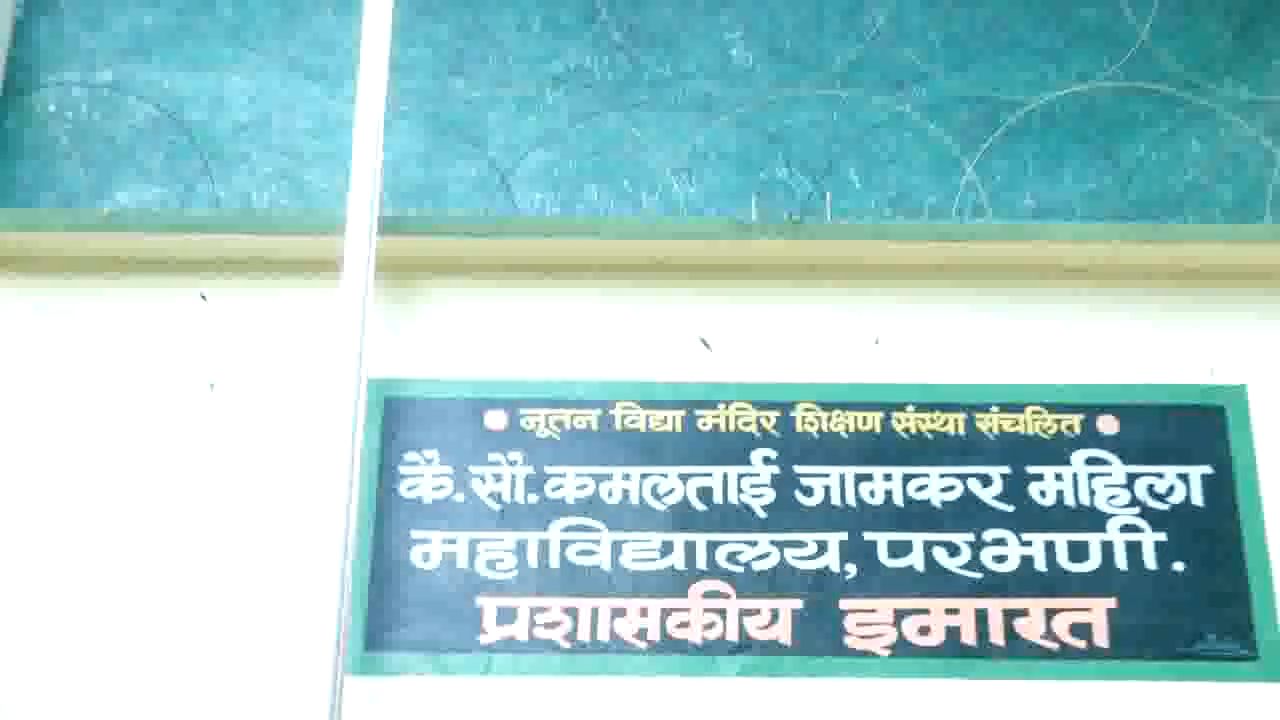 नूतन विद्या मंदिर शिक्षण संस्था संचलित
कै.सौ.कमलताई जामकर महिला
महाविद्यालय, परभणी.
प्रशासकीय इमारत